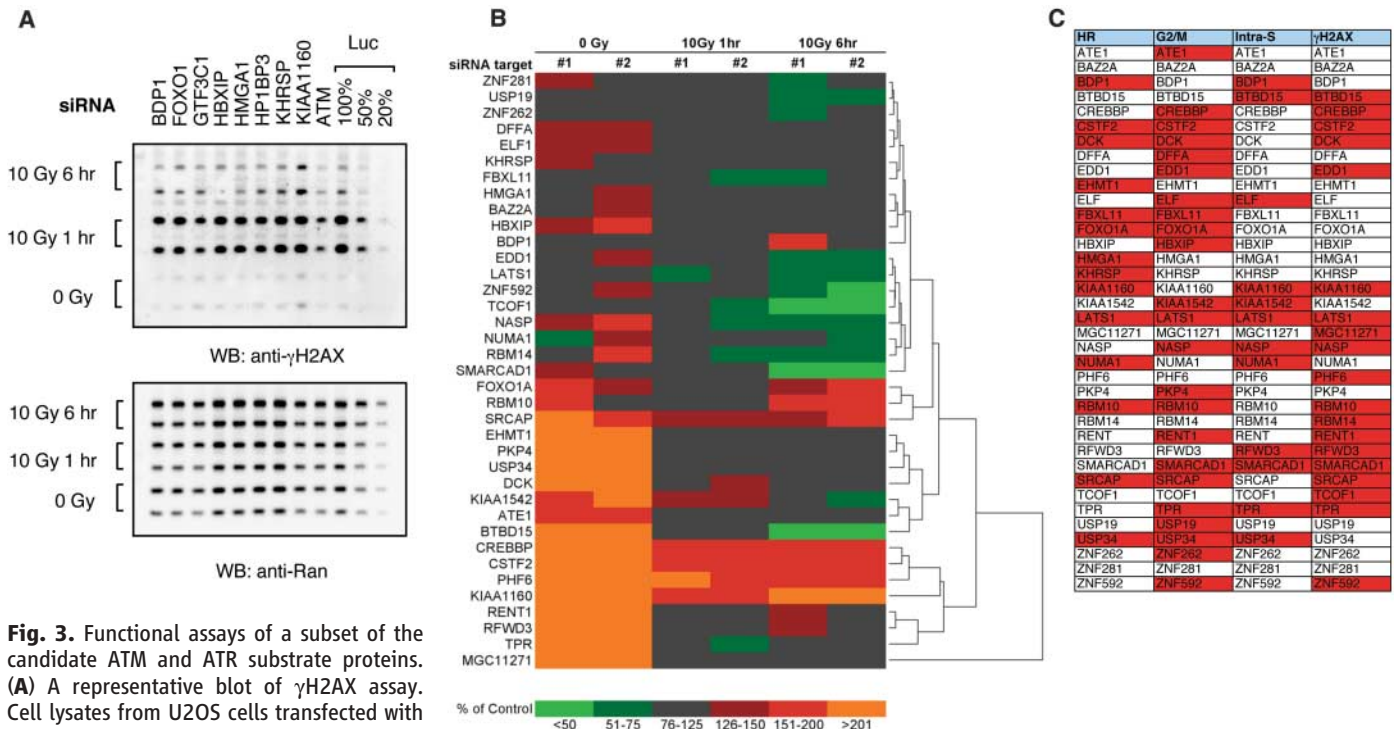 A
siRNA
BDP1
FOXO1
GTF3C1
HBXIP
HMGA1
HP1BP3
KHRSP
KIAA1160
ATM
Luc
100%
50%
20%
10 Gy 6 hr
10 Gy 1 hr
0 Gy
WB: anti-γH2AX
10 Gy 6 hr
10 Gy 1 hr
0 Gy
WB: anti-Ran
Fig. 3. Functional assays of a subset of the
candidate ATM and ATR substrate proteins.
(A) A representative blot of γH2AX assay.
Cell lysates from U2OS cells transfected with
B
0 Gy 10Gy 1hr 10Gy 6hr
siRNA target #1 #2 #1 #2 #1 #2
ZNF281
USP19
ZNF262
DFFA
ELF1
KHRSP
FBXL11
HMGA1
BAZ2A
HBXIP
BDP1
EDD1
LATS1
ZNF592
TCOF1
NASP
NUMA1
RBM14
SMARCAD1
FOXO1A
RBM10
SRCAP
EHMT1
PKP4
USP34
DCK
KIAA1542
ATE1
BTBD15
CREBBP
CSTF2
PHF6
KIAA1160
RENT1
RFWD3
TPR
MGC11271
% of Control
<50 51-75 76-125 126-150 151-200 >201
C
HR G2/M Intra-S γH2AX
ATE1 ATE1 ATE1 ATE1
BAZ2A BAZ2A BAZ2A BAZ2A
BDP1 BDP1 BDP1 BDP1
BTBD15 BTBD15 BTBD15 BTBD15
CREBBP CREBBP CREBBP CREBBP
CSTF2 CSTF2 CSTF2 CSTF2
DCK DCK DCK DCK
DFFA DFFA DFFA DFFA
EDD1 EDD1 EDD1 EDD1
EHMT1 EHMT1 EHMT1 EHMT1
ELF ELF ELF ELF
FBXL11 FBXL11 FBXL11 FBXL11
FOXO1A FOXO1A FOXO1A FOXO1A
HBXIP HBXIP HBXIP HBXIP
HMGA1 HMGA1 HMGA1 HMGA1
KHRSP KHRSP KHRSP KHRSP
KIAA1160 KIAA1160 KIAA1160 KIAA1160
KIAA1542 KIAA1542 KIAA1542 KIAA1542
LATS1 LATS1 LATS1 LATS1
MGC11271 MGC11271 MGC11271 MGC11271
NASP NASP NASP NASP
NUMA1 NUMA1 NUMA1 NUMA1
PHF6 PHF6 PHF6 PHF6
PKP4 PKP4 PKP4 PKP4
RBM10 RBM10 RBM10 RBM10
RBM14 RBM14 RBM14 RBM14
RENT RENT1 RENT RENT1
RFWD3 RFWD3 RFWD3 RFWD3
SMARCAD1 SMARCAD1 SMARCAD1 SMARCAD1
SRCAP SRCAP SRCAP SRCAP
TCOF1 TCOF1 TCOF1 TCOF1
TPR TPR TPR TPR
USP19 USP19 USP19 USP19
USP34 USP34 USP34 USP34
ZNF262 ZNF262 ZNF262 ZNF262
ZNF281 ZNF281 ZNF281 ZNF281
ZNF592 ZNF592 ZNF592 ZNF592